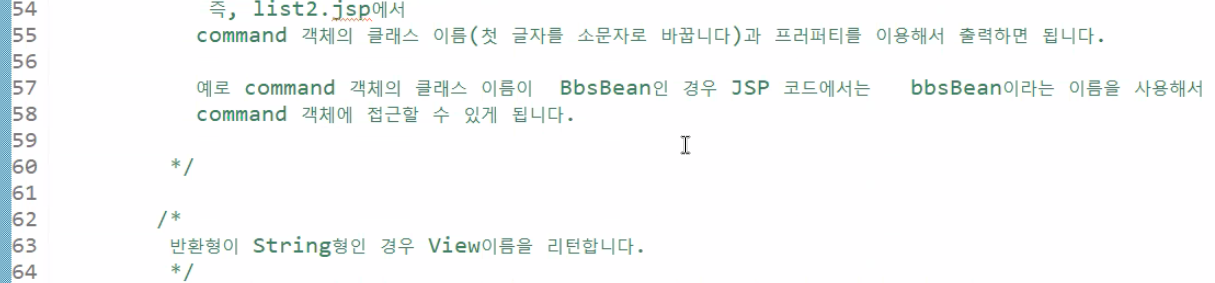 54 즉, list2.jsp에서
55 command 객체의 클래스 이름(첫 글자를 소문자로 바꿉니다)과 프러퍼티를 이용해서 출력하면 됩니다.
56
57 예로 command 객체의 클래스 이름이 BbsBean인 경우 JSP 코드에서는 bbsBean이라는 이름을 사용해서
58 command 객체에 접근할 수 있게 됩니다.
59
60 */
61
62 /*
63 반환형이 String형인 경우 View이름을 리턴합니다.
64 */